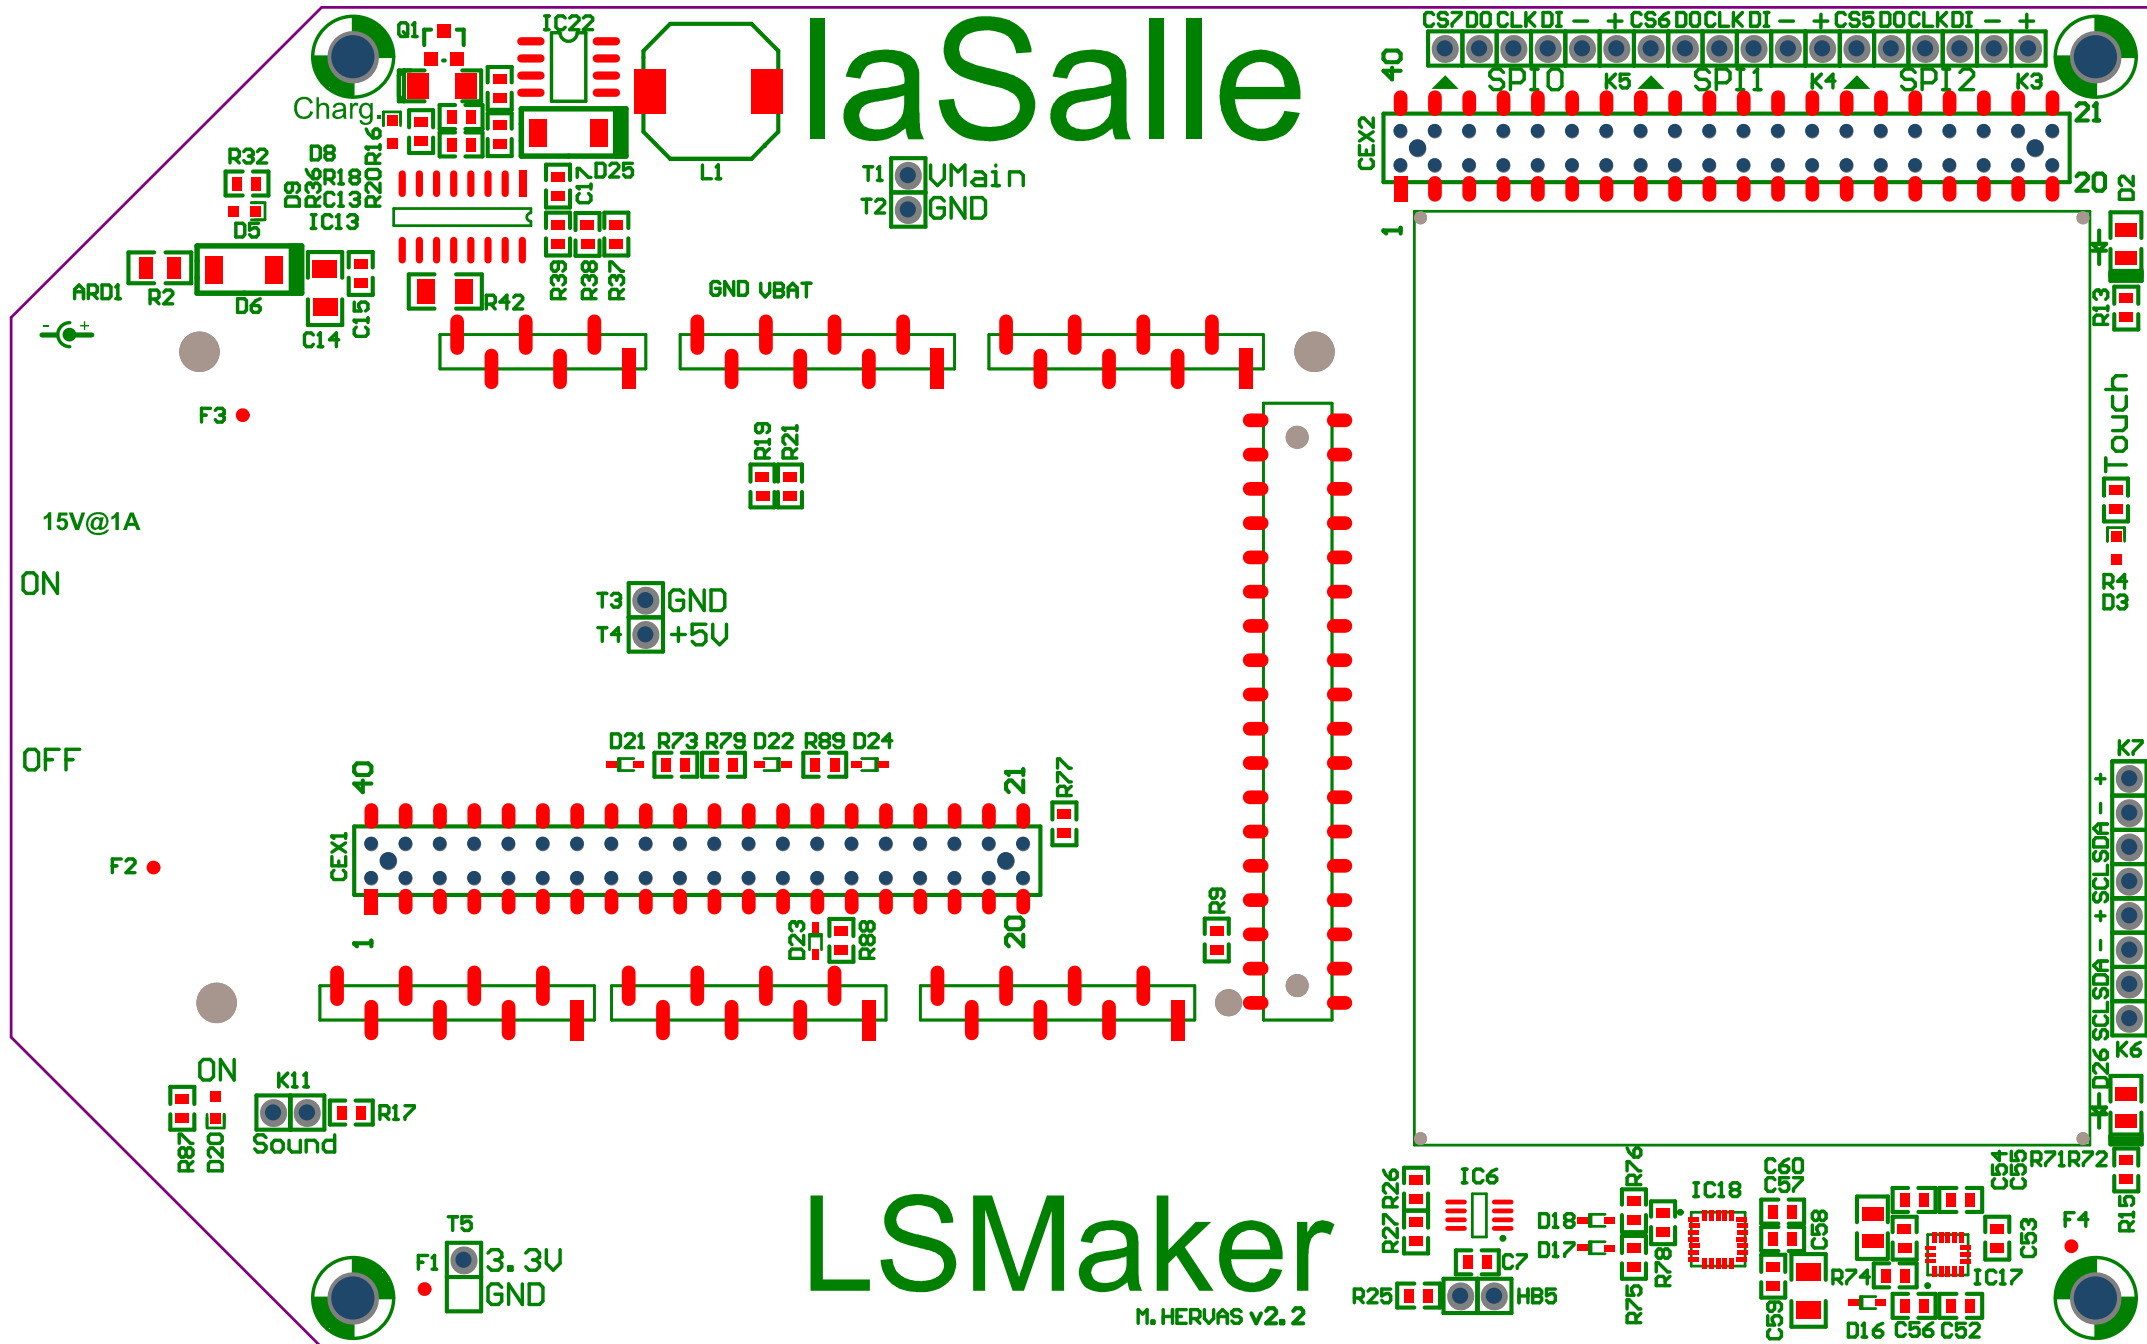 Q1
IC22
laSalle
CS7 DO CLK DI - + CS6 DO CLK DI - + CS5 DO CLK DI - +
40
SPI0
K5
SPI1
K4
SPI2
K3
Charg.
CEX2
21
R16
R20
D8
R32
D9
R36
R18
C13
IC13
D5
C17
D25
L1
T1 VMain
T2 GND
20
D2
1
ARD1
R2
D6
C14
C15
R42
R39
R38
R37
GND VBAT
R13
- +
F3
R19
R21
Touch
15V@1A
ON
T3 GND
T4 +5V
R4
D3
OFF
D21 R73 R79 D22 R89 D24
K7
40
21
R77
CEX1
F2
+
-
SDA
SCL
+
-
SDA
SCL
K6
1
D23
R88
20
R9
ON
K11
R17
Sound
R87
D20
D26
R71 R72
R15
T5
F1
3.3V
GND
LSMaker
M.HERVAS v2.2
R26
R27
IC6
C7
R25
HB5
D18
D17
R76
R78
R75
IC18
C60
C57
C58
C59
R74
D16
C56
C52
IC17
C53
C54
C55
F4